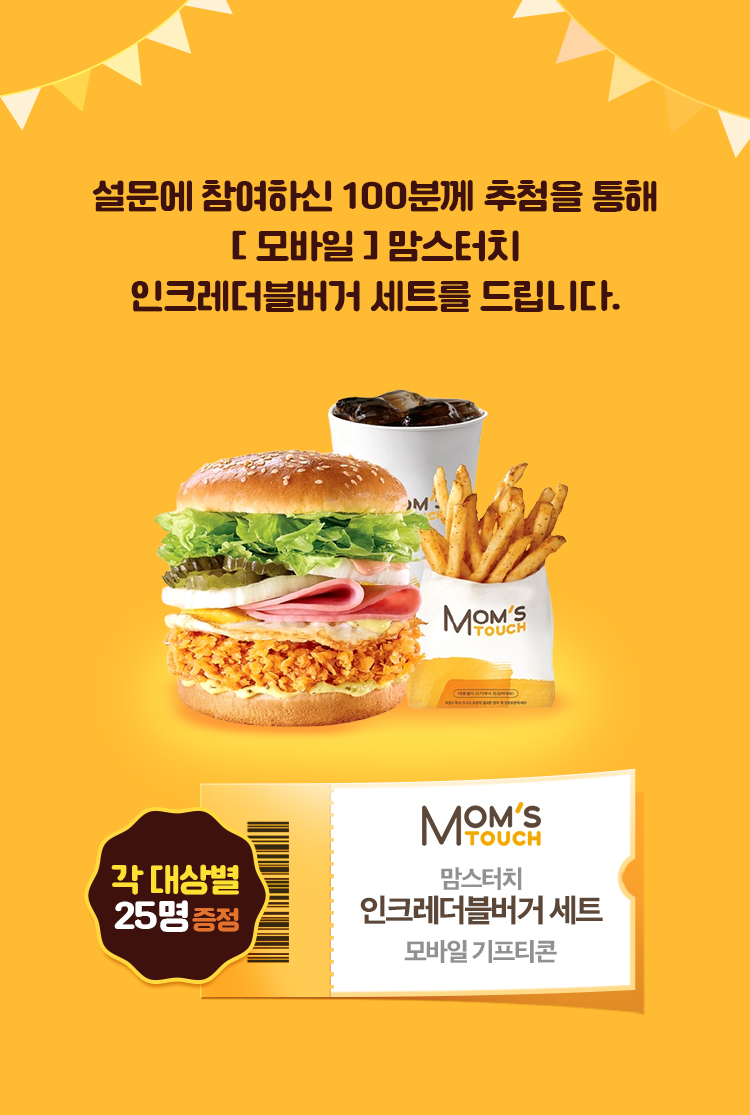 설문에 참여하신 100분께 추첨을 통해
[ 모바일 ] 맘스터치
인크레더블버거 세트를 드립니다.
MOM'S
TOUCH
각 대상별
25명 증정
MOM'S
TOUCH
맘스터치
인크레더블버거 세트
모바일 기프티콘